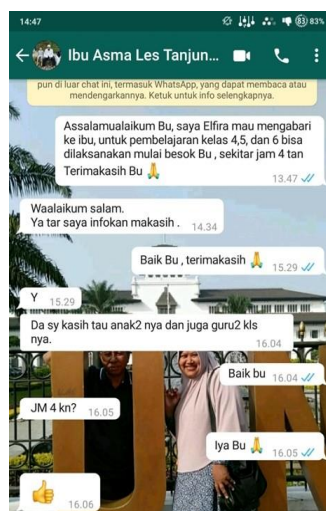 14:47
83 83%
Ibu Asma Les Tanjun...
pun di luar chat ini, termasuk WhatsApp, yang dapat membaca atau
mendengarkannya. Ketuk untuk info selengkapnya.
Assalamualaikum Bu, saya Elfira mau mengabari
ke ibu, untuk pembelajaran kelas 4,5, dan 6 bisa
dilaksanakan mulai besok Bu , sekitar jam 4 tan
Terimakasih Bu 🙏
13.47
Waalaikum salam.
Ya tar saya infokan makasih .
14.34
Baik Bu , terimakasih 🙏
15.29
Y
15.29
Da sy kasih tau anak2 nya dan juga guru2 kls
nya.
16.04
Baik bu
16.04
JM 4 kn?
16.05
Iya Bu 🙏
16.05
👍
16.06